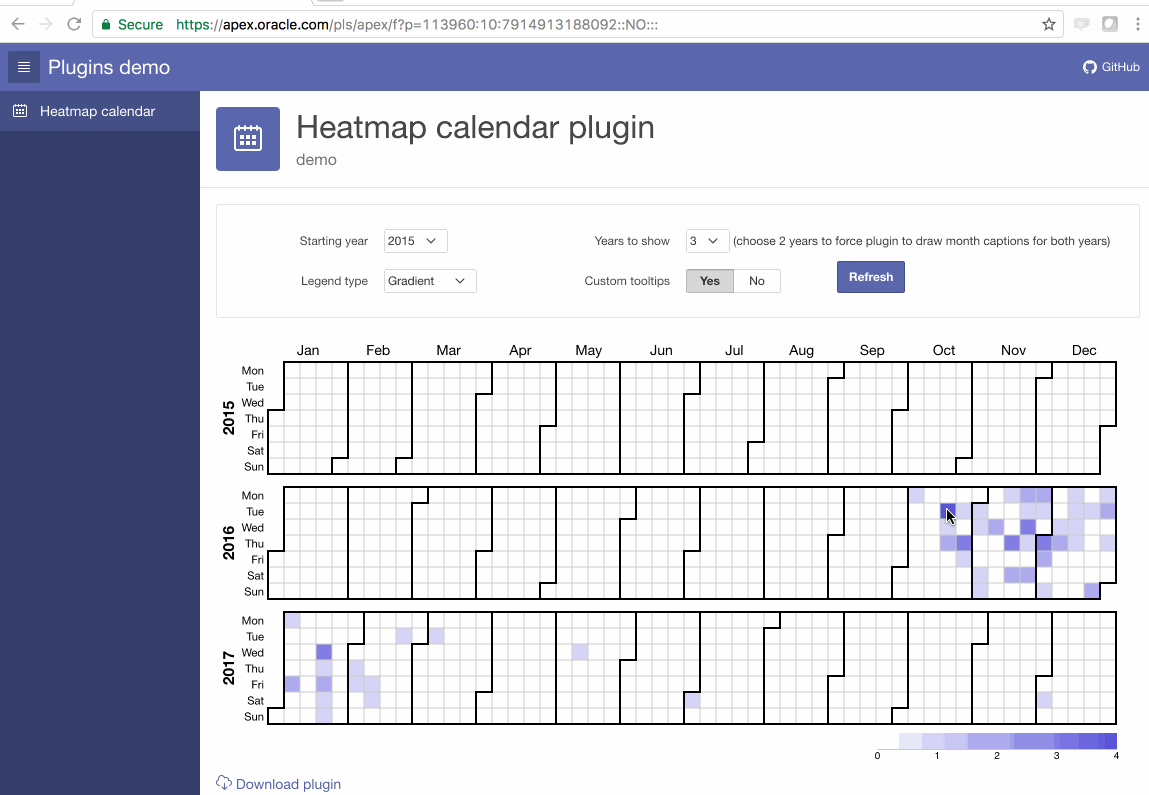 Secure https://apex.oracle.com/pls/apex/f?p=113960:10:7914913188092::NO:::
Plugins demo
GitHub
Heatmap calendar
Heatmap calendar plugin
demo
Starting year 2015 Years to show 3 (choose 2 years to force plugin to draw month captions for both years)
Legend type Gradient Custom tooltips Yes No Refresh
Jan Feb Mar Apr May Jun Jul Aug Sep Oct Nov Dec
2015
Mon
Tue
Wed
Thu
Fri
Sat
Sun
2016
Mon
Tue
Wed
Thu
Fri
Sat
Sun
2017
Mon
Tue
Wed
Thu
Fri
Sat
Sun
0 1 2 3 4
Download plugin